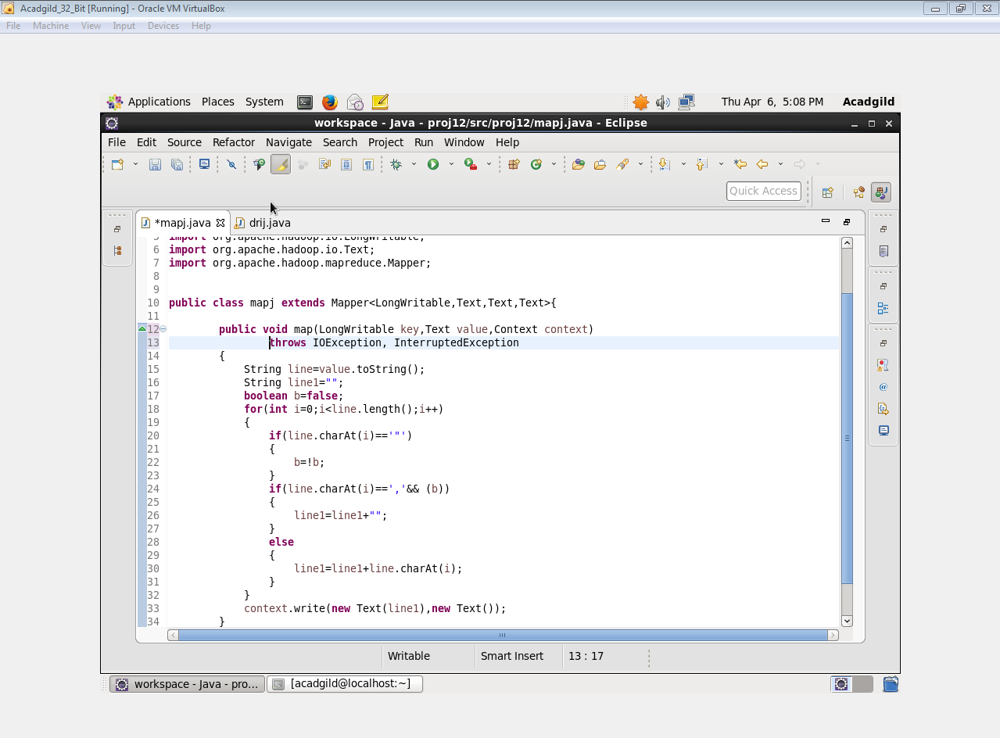 Acadgild_32_Bit [Running] - Oracle VM VirtualBox
File Machine View Input Devices Help
Applications Places System Thu Apr 6, 5:08 PM Acadgild
workspace - Java - proj12/src/proj12/mapj.java - Eclipse
File Edit Source Refactor Navigate Search Project Run Window Help
Quick Access
*mapj.java drij.java
5 import org.apache.hadoop.io.LongWritable;
6 import org.apache.hadoop.io.Text;
7 import org.apache.hadoop.mapreduce.Mapper;
8
9
10 public class mapj extends Mapper<LongWritable,Text,Text,Text>{
11
12 public void map(LongWritable key,Text value,Context context)
13 throws IOException, InterruptedException
14 {
15 String line=value.toString();
16 String line1="";
17 boolean b=false;
18 for(int i=0;i<line.length();i++)
19 {
20 if(line.charAt(i)=='"')
21 {
22 b=!b;
23 }
24 if(line.charAt(i)==','&& (b))
25 {
26 line1=line1+"";
27 }
28 else
29 {
30 line1=line1+line.charAt(i);
31 }
32 }
33 context.write(new Text(line1),new Text());
34 }
Writable Smart Insert 13 : 17
workspace - Java - pro... [acadgild@localhost:~]